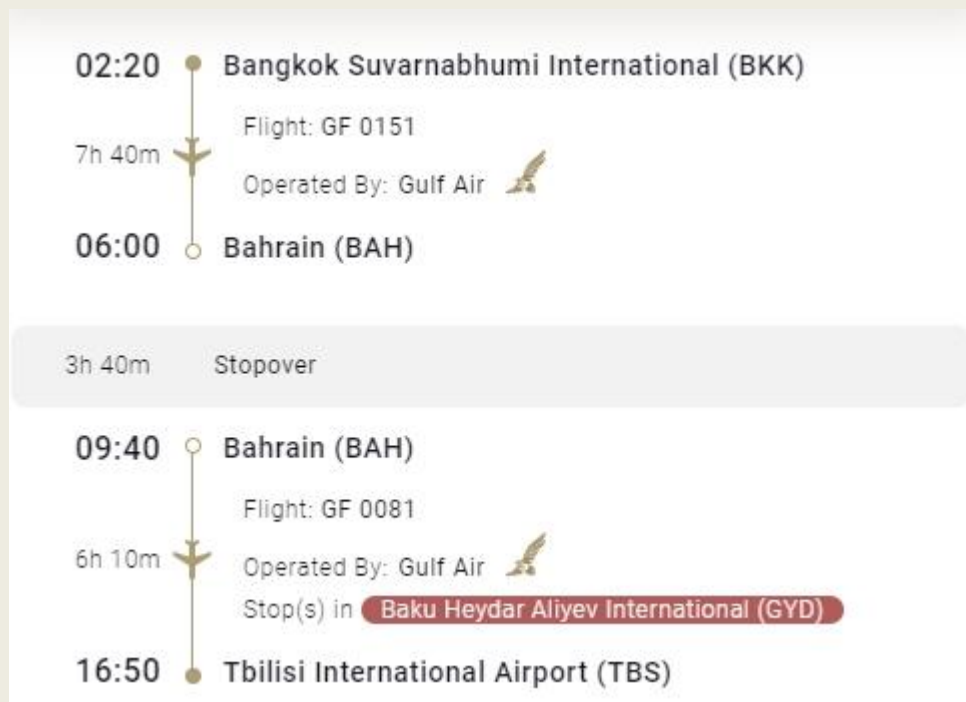 02:20 Bangkok Suvarnabhumi International (BKK)
Flight: GF 0151
7h 40m
Operated By: Gulf Air
06:00 Bahrain (BAH)
3h 40m Stopover
09:40 Bahrain (BAH)
Flight: GF 0081
6h 10m
Operated By: Gulf Air
Stop(s) in Baku Heydar Aliyev International (GYD)
16:50 Tbilisi International Airport (TBS)